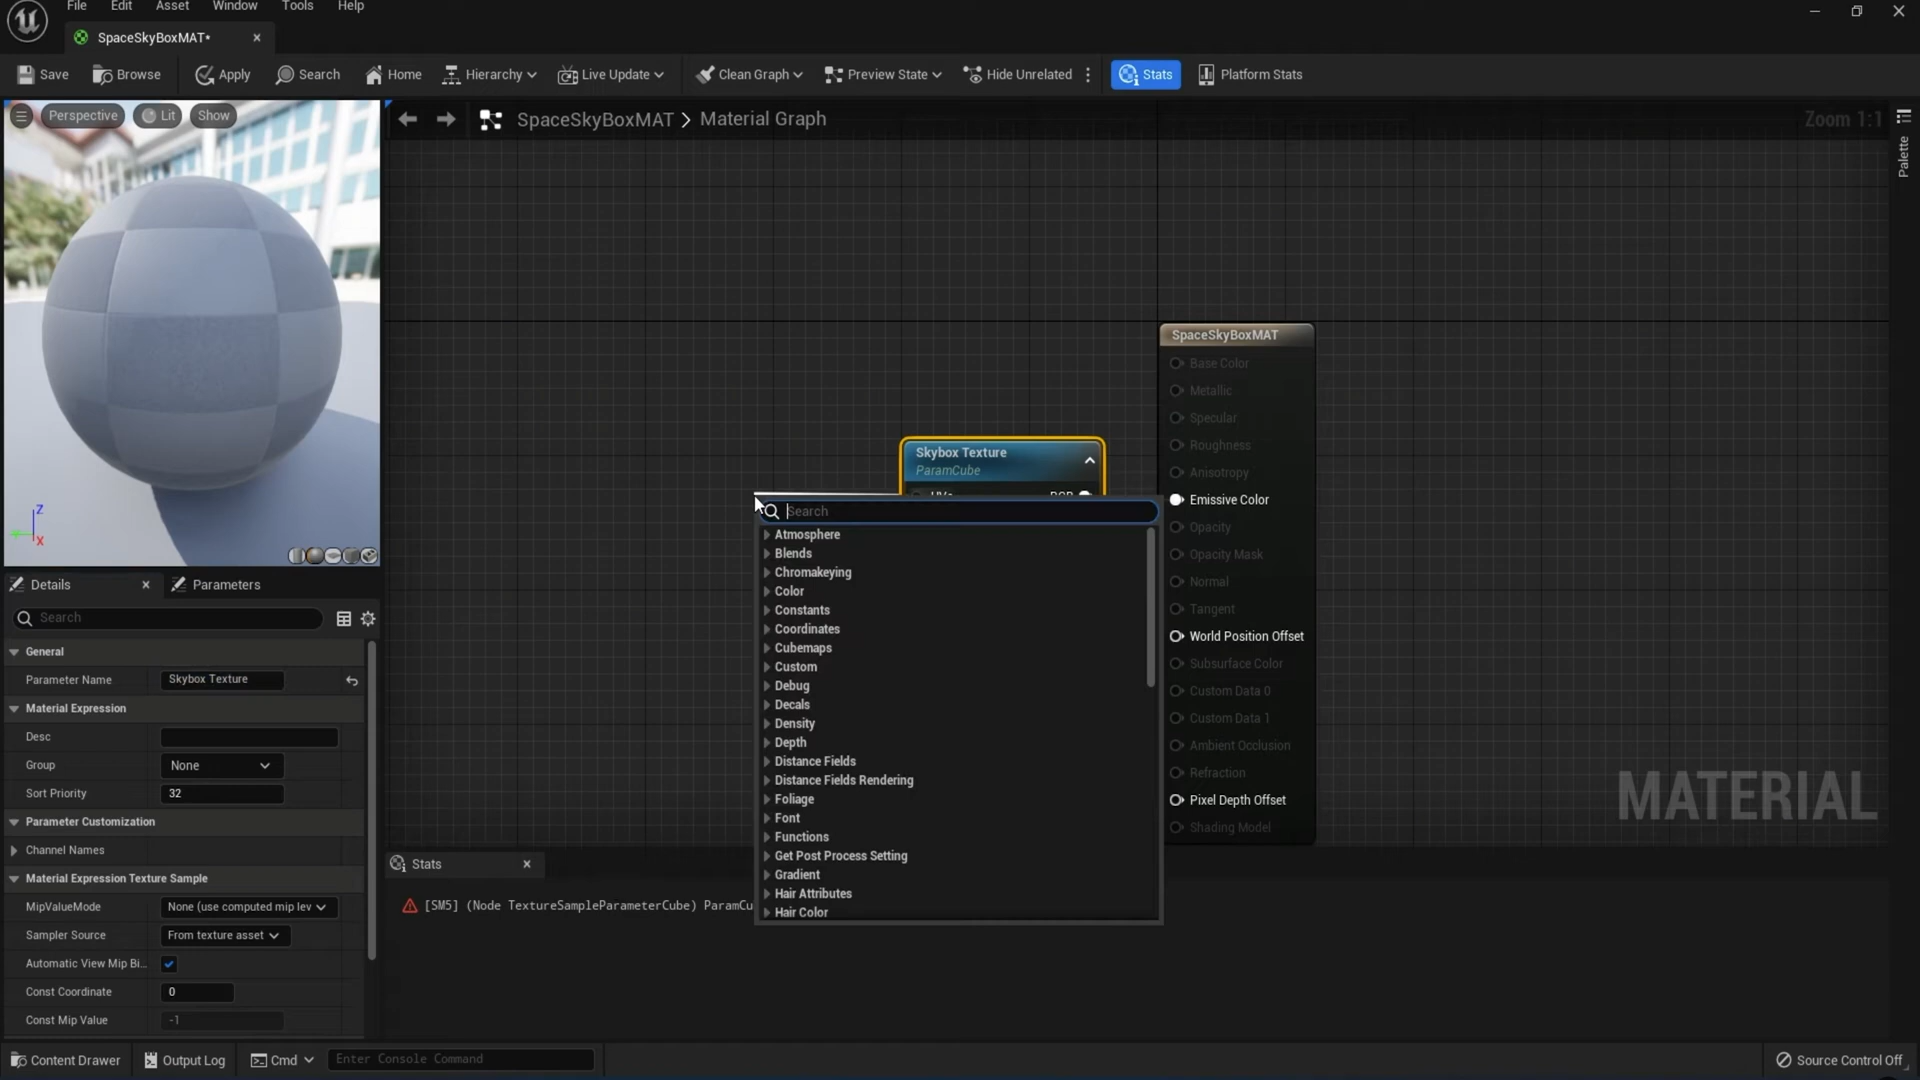 File Edit Asset Window Tools Help
SpaceSkyBoxMAT*
Save Browse Apply Search Home Hierarchy Live Update Clean Graph Preview State Hide Unrelated Stats Platform Stats
Perspective Lit Show
SpaceSkyBoxMAT > Material Graph
Zoom 1:1
Palette
Z
X
SpaceSkyBoxMAT
Base Color
Metallic
Specular
Roughness
Anisotropy
Emissive Color
Opacity
Opacity Mask
Normal
Tangent
World Position Offset
Subsurface Color
Custom Data 0
Custom Data 1
Ambient Occlusion
Refraction
Pixel Depth Offset
Shading Model
Skybox Texture
ParamCube
UVs RGB
Search
Atmosphere
Blends
Chromakeying
Color
Constants
Coordinates
Cubemaps
Custom
Debug
Decals
Density
Depth
Distance Fields
Distance Fields Rendering
Foliage
Font
Functions
Get Post Process Setting
Gradient
Hair Attributes
Hair Color
MATERIAL
Details Parameters
Search
General
Parameter Name Skybox Texture
Material Expression
Desc
Group None
Sort Priority 32
Parameter Customization
Channel Names
Material Expression Texture Sample
MipValueMode None (use computed mip lev
Sampler Source From texture asset
Automatic View Mip Bi...
Const Coordinate 0
Const Mip Value -1
Stats
[SM5] (Node TextureSampleParameterCube) ParamCu
Content Drawer Output Log Cmd Enter Console Command Source Control Off